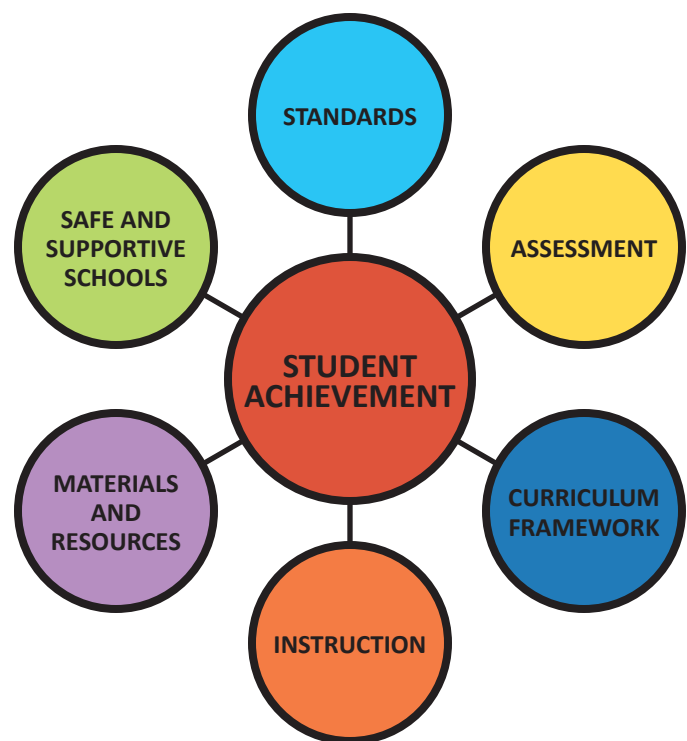 STANDARDS
ASSESSMENT
CURRICULUM
FRAMEWORK
INSTRUCTION
MATERIALS
AND
RESOURCES
SAFE AND
SUPPORTIVE
SCHOOLS
STUDENT
ACHIEVEMENT